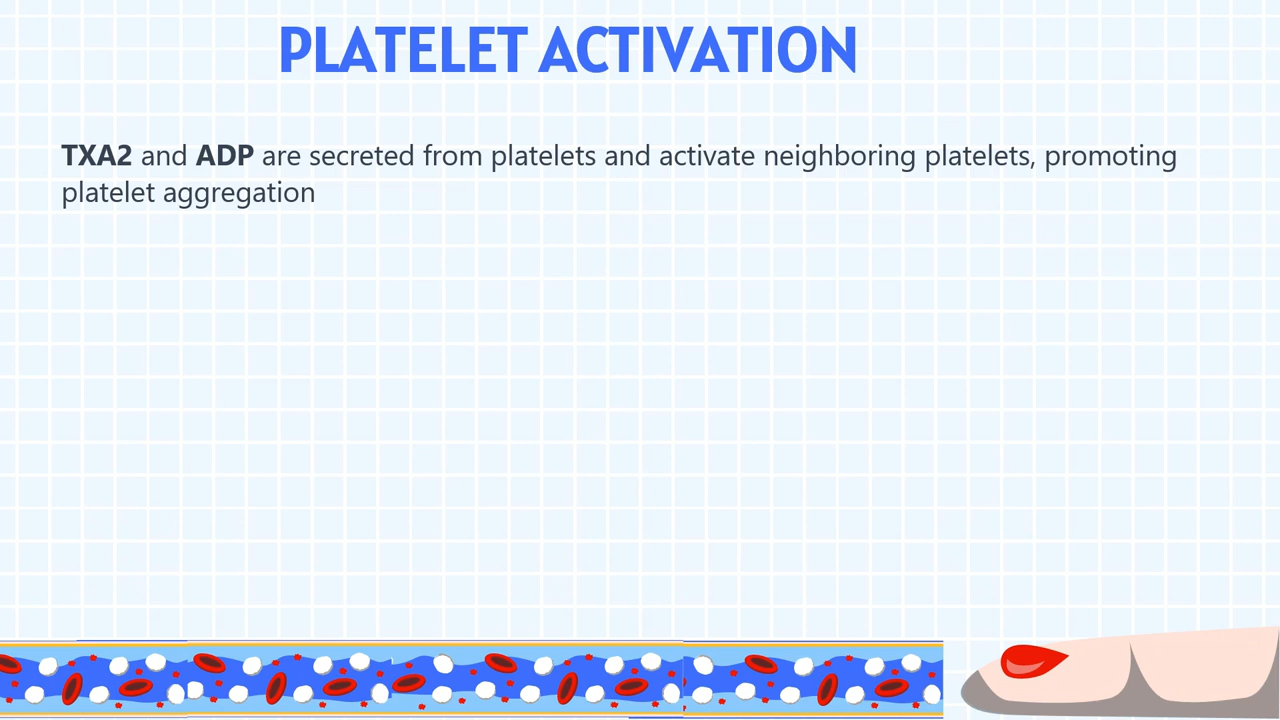 PLATELET ACTIVATION
TXA2 and ADP are secreted from platelets and activate neighboring platelets, promoting
platelet aggregation